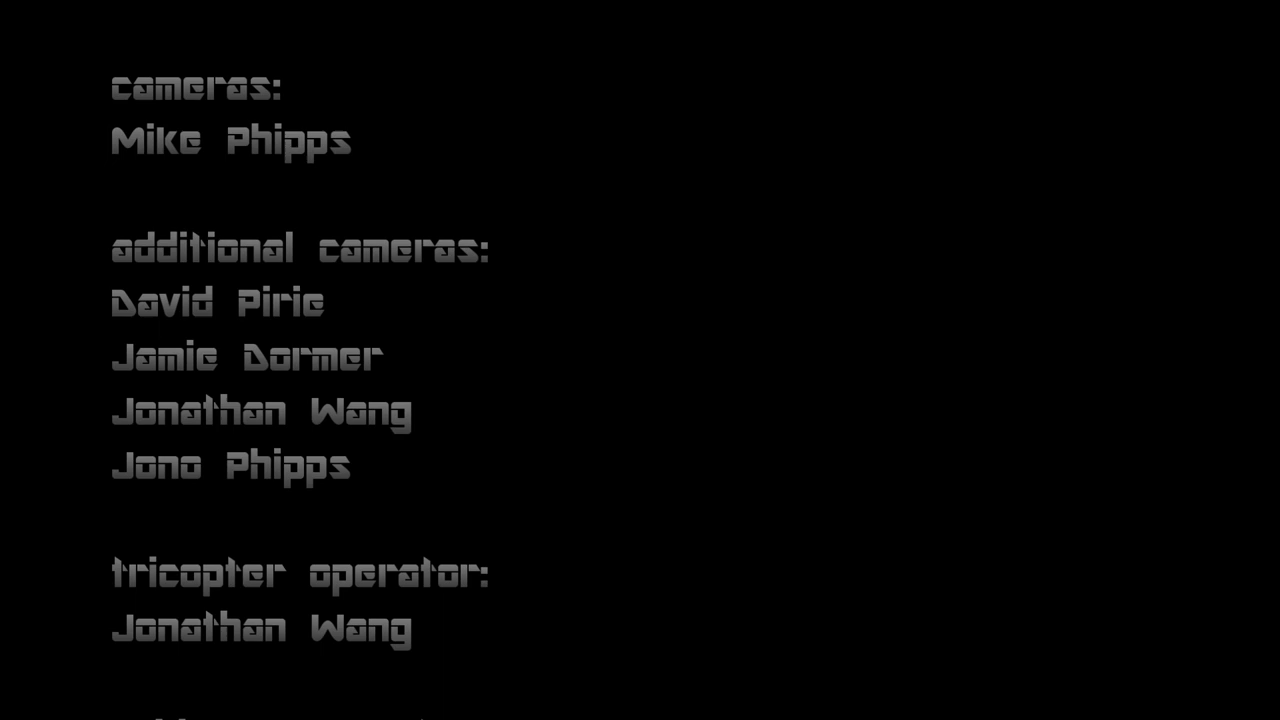 cameras:
Mike Phipps
additional cameras:
David Pirie
Jamie Dormer
Jonathan Wang
Jono Phipps
tricopter operator:
Jonathan Wang